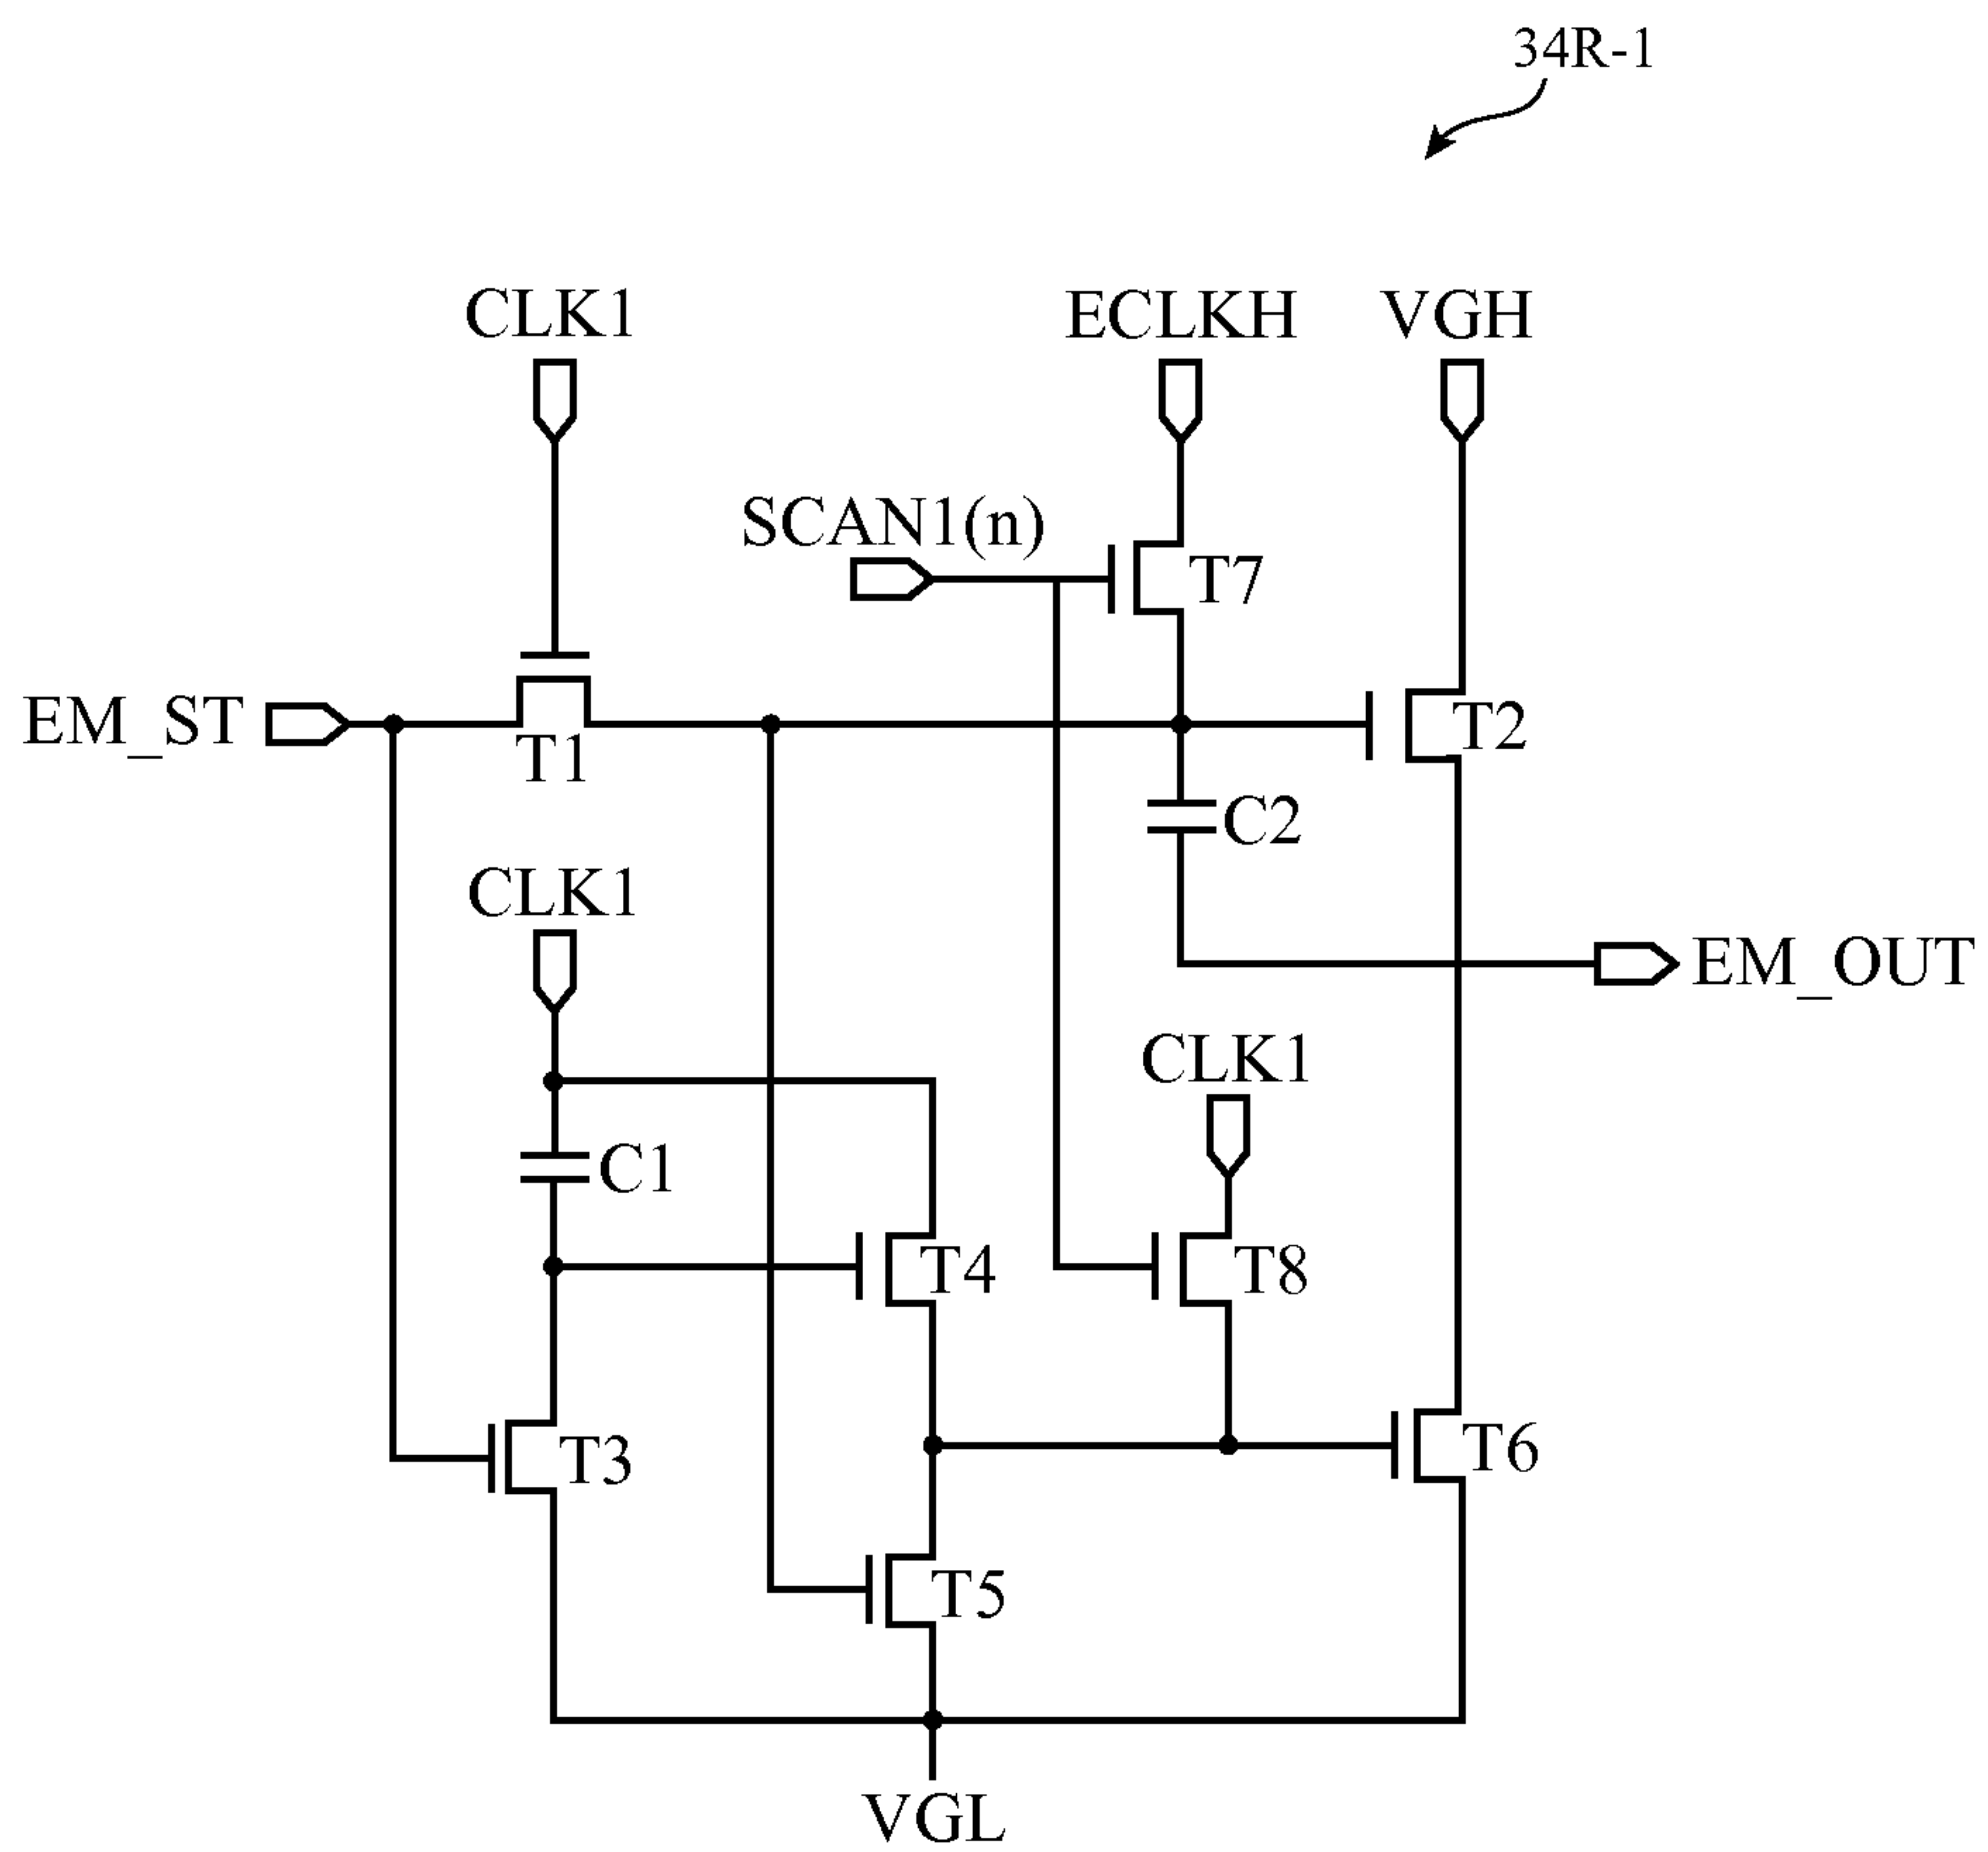 34R-1
CLK1
ECLKH
VGH
SCAN1(n)
T7
EM_ST
T1
T2
C2
CLK1
EM_OUT
CLK1
C1
T4
T8
T3
T6
T5
VGL